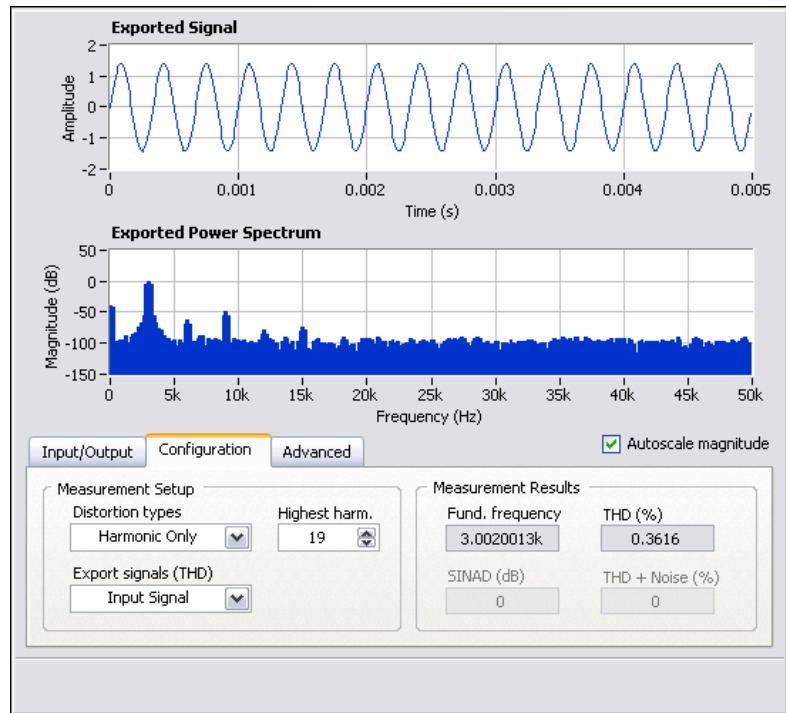 Exported Signal
2
1
0
-1
-2
Amplitude
0 0.001 0.002 0.003 0.004 0.005
Time (s)
Exported Power Spectrum
50
0
-50
-100
-150
Magnitude (dB)
0 5k 10k 15k 20k 25k 30k 35k 40k 45k 50k
Frequency (Hz)
Input/Output Configuration Advanced
Autoscale magnitude
Measurement Setup
Distortion types Highest harm.
Harmonic Only 19
Export signals (THD)
Input Signal
Measurement Results
Fund. frequency THD (%)
3.0020013k 0.3616
SINAD (dB) THD + Noise (%)
0 0